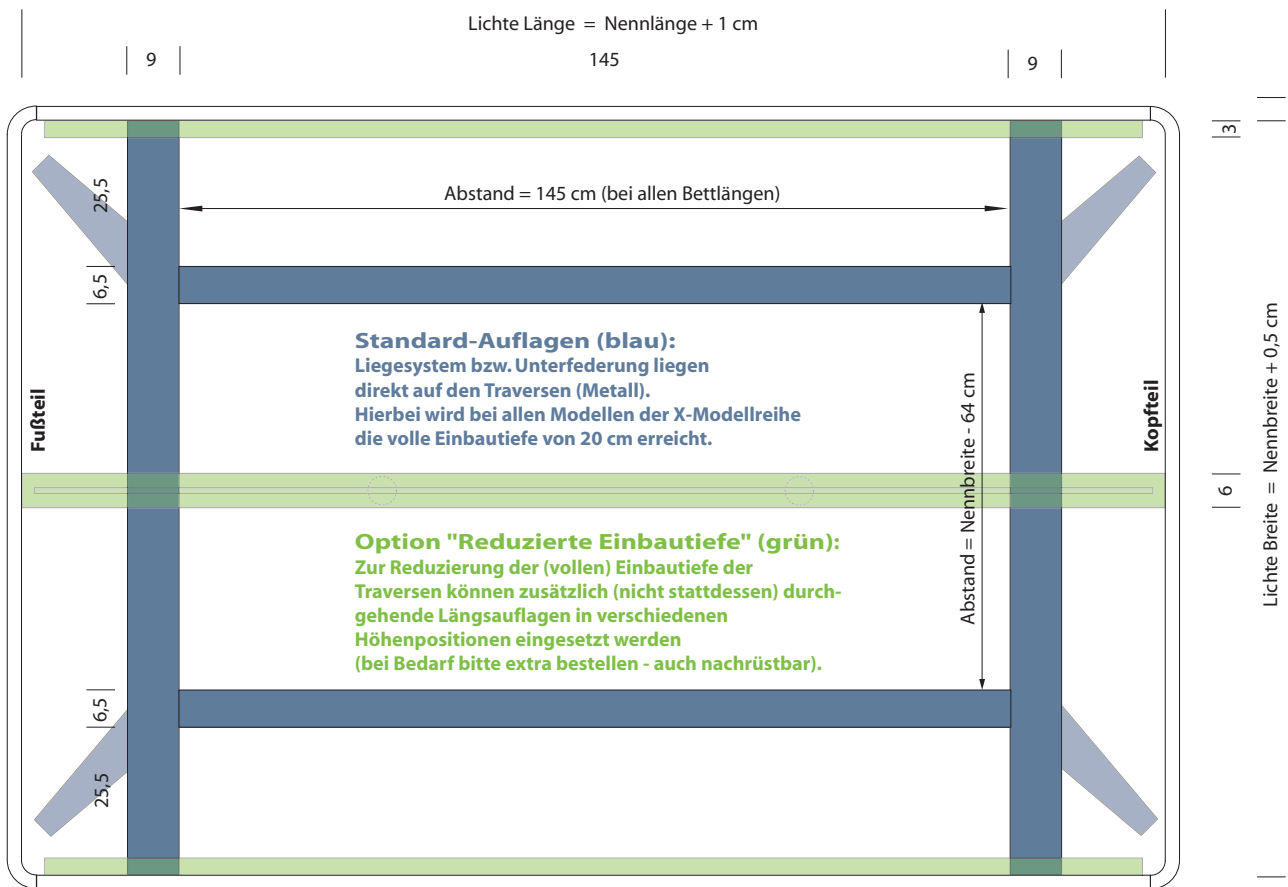 Lichte Länge = Nennlänge + 1 cm
9
145
9
3
25,5
Abstand = 145 cm (bei allen Bettlängen)
6,5
Standard-Auflagen (blau):
Liegesystem bzw. Unterfederung liegen
direkt auf den Traversen (Metall).
Hierbei wird bei allen Modellen der X-Modellreihe
die volle Einbautiefe von 20 cm erreicht.
Fußteil
Abstand = Nennbreite - 64 cm
Kopfteil
6
Lichte Breite = Nennbreite + 0,5 cm
Option "Reduzierte Einbautiefe" (grün):
Zur Reduzierung der (vollen) Einbautiefe der
Traversen können zusätzlich (nicht stattdessen) durch-
gehende Längsauflagen in verschiedenen
Höhenpositionen eingesetzt werden
(bei Bedarf bitte extra bestellen - auch nachrüstbar).
6,5
25,5